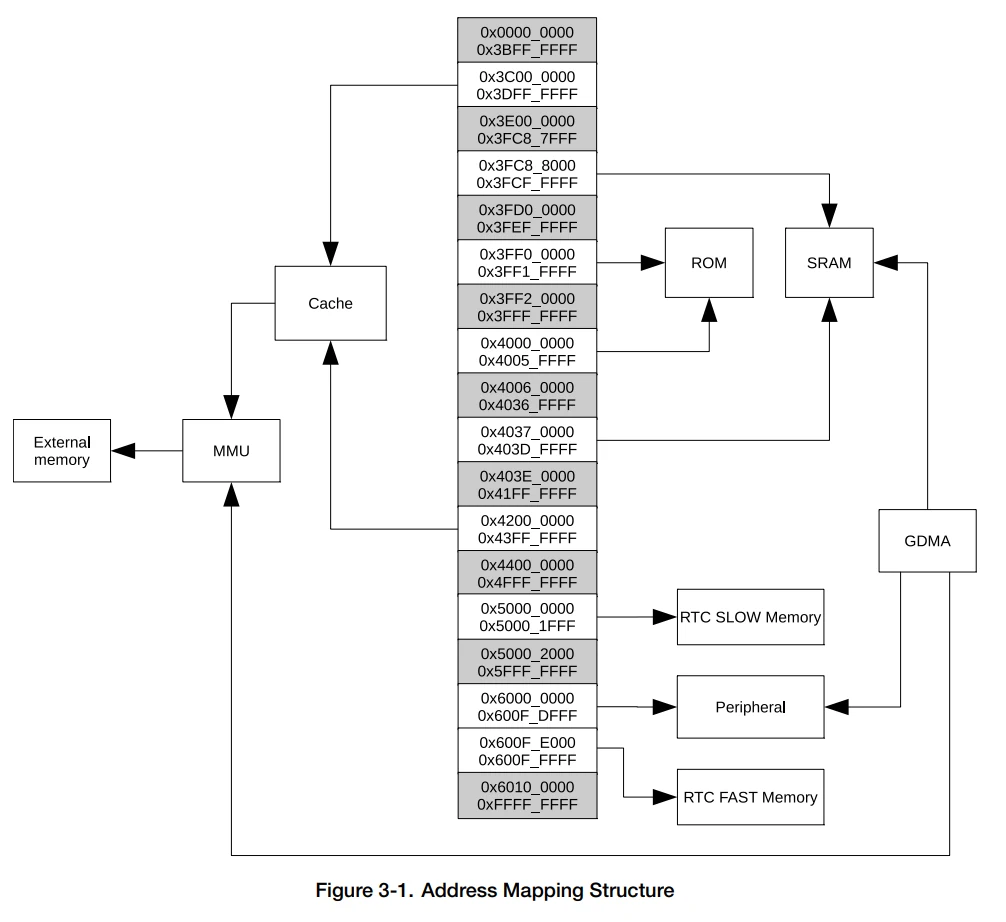 0x0000_0000
0x3BFF_FFFF
0x3C00_0000
0x3DFF_FFFF
0x3E00_0000
0x3FC8_7FFF
0x3FC8_8000
0x3FCF_FFFF
0x3FD0_0000
0x3FEF_FFFF
0x3FF0_0000
0x3FF1_FFFF
ROM
SRAM
Cache
0x3FF2_0000
0x3FFF_FFFF
0x4000_0000
0x4005_FFFF
0x4006_0000
0x4036_FFFF
0x4037_0000
0x403D_FFFF
External
memory
MMU
0x403E_0000
0x41FF_FFFF
0x4200_0000
0x43FF_FFFF
GDMA
0x4400_0000
0x4FFF_FFFF
0x5000_0000
0x5000_1FFF
RTC SLOW Memory
0x5000_2000
0x5FFF_FFFF
0x6000_0000
0x600F_DFFF
Peripheral
0x600F_E000
0x600F_FFFF
0x6010_0000
0xFFFF_FFFF
RTC FAST Memory
Figure 3-1. Address Mapping Structure